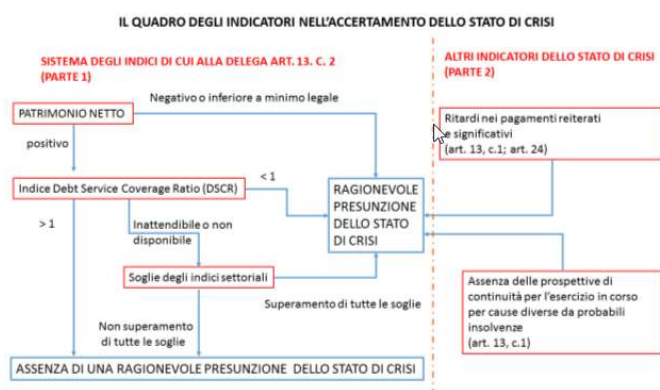 IL QUADRO DEGLI INDICATORI NELL'ACCERTAMENTO DELLO STATO DI CRISI
SISTEMA DEGLI INDICI DI CUI ALLA DELEGA ART. 13. C. 2
(PARTE 1)
ALTRI INDICATORI DELLO STATO DI CRISI
(PARTE 2)
Negativo o inferiore a minimo legale
PATRIMONIO NETTO
positivo
Ritardi nei pagamenti reiterati
e significativi
(art. 13, c.1; art. 24)
Indice Debt Service Coverage Ratio (DSCR)
< 1
RAGIONEVOLE
PRESUNZIONE
DELLO STATO
DI CRISI
> 1
Inattendibile o non
disponibile
Soglie degli indici settoriali
Superamento di tutte le soglie
Assenza delle prospettive di
continuità per l'esercizio in corso
per cause diverse da probabili
insolvenze
(art. 13, c.1)
Non superamento
di tutte le soglie
ASSENZA DI UNA RAGIONEVOLE PRESUNZIONE DELLO STATO DI CRISI